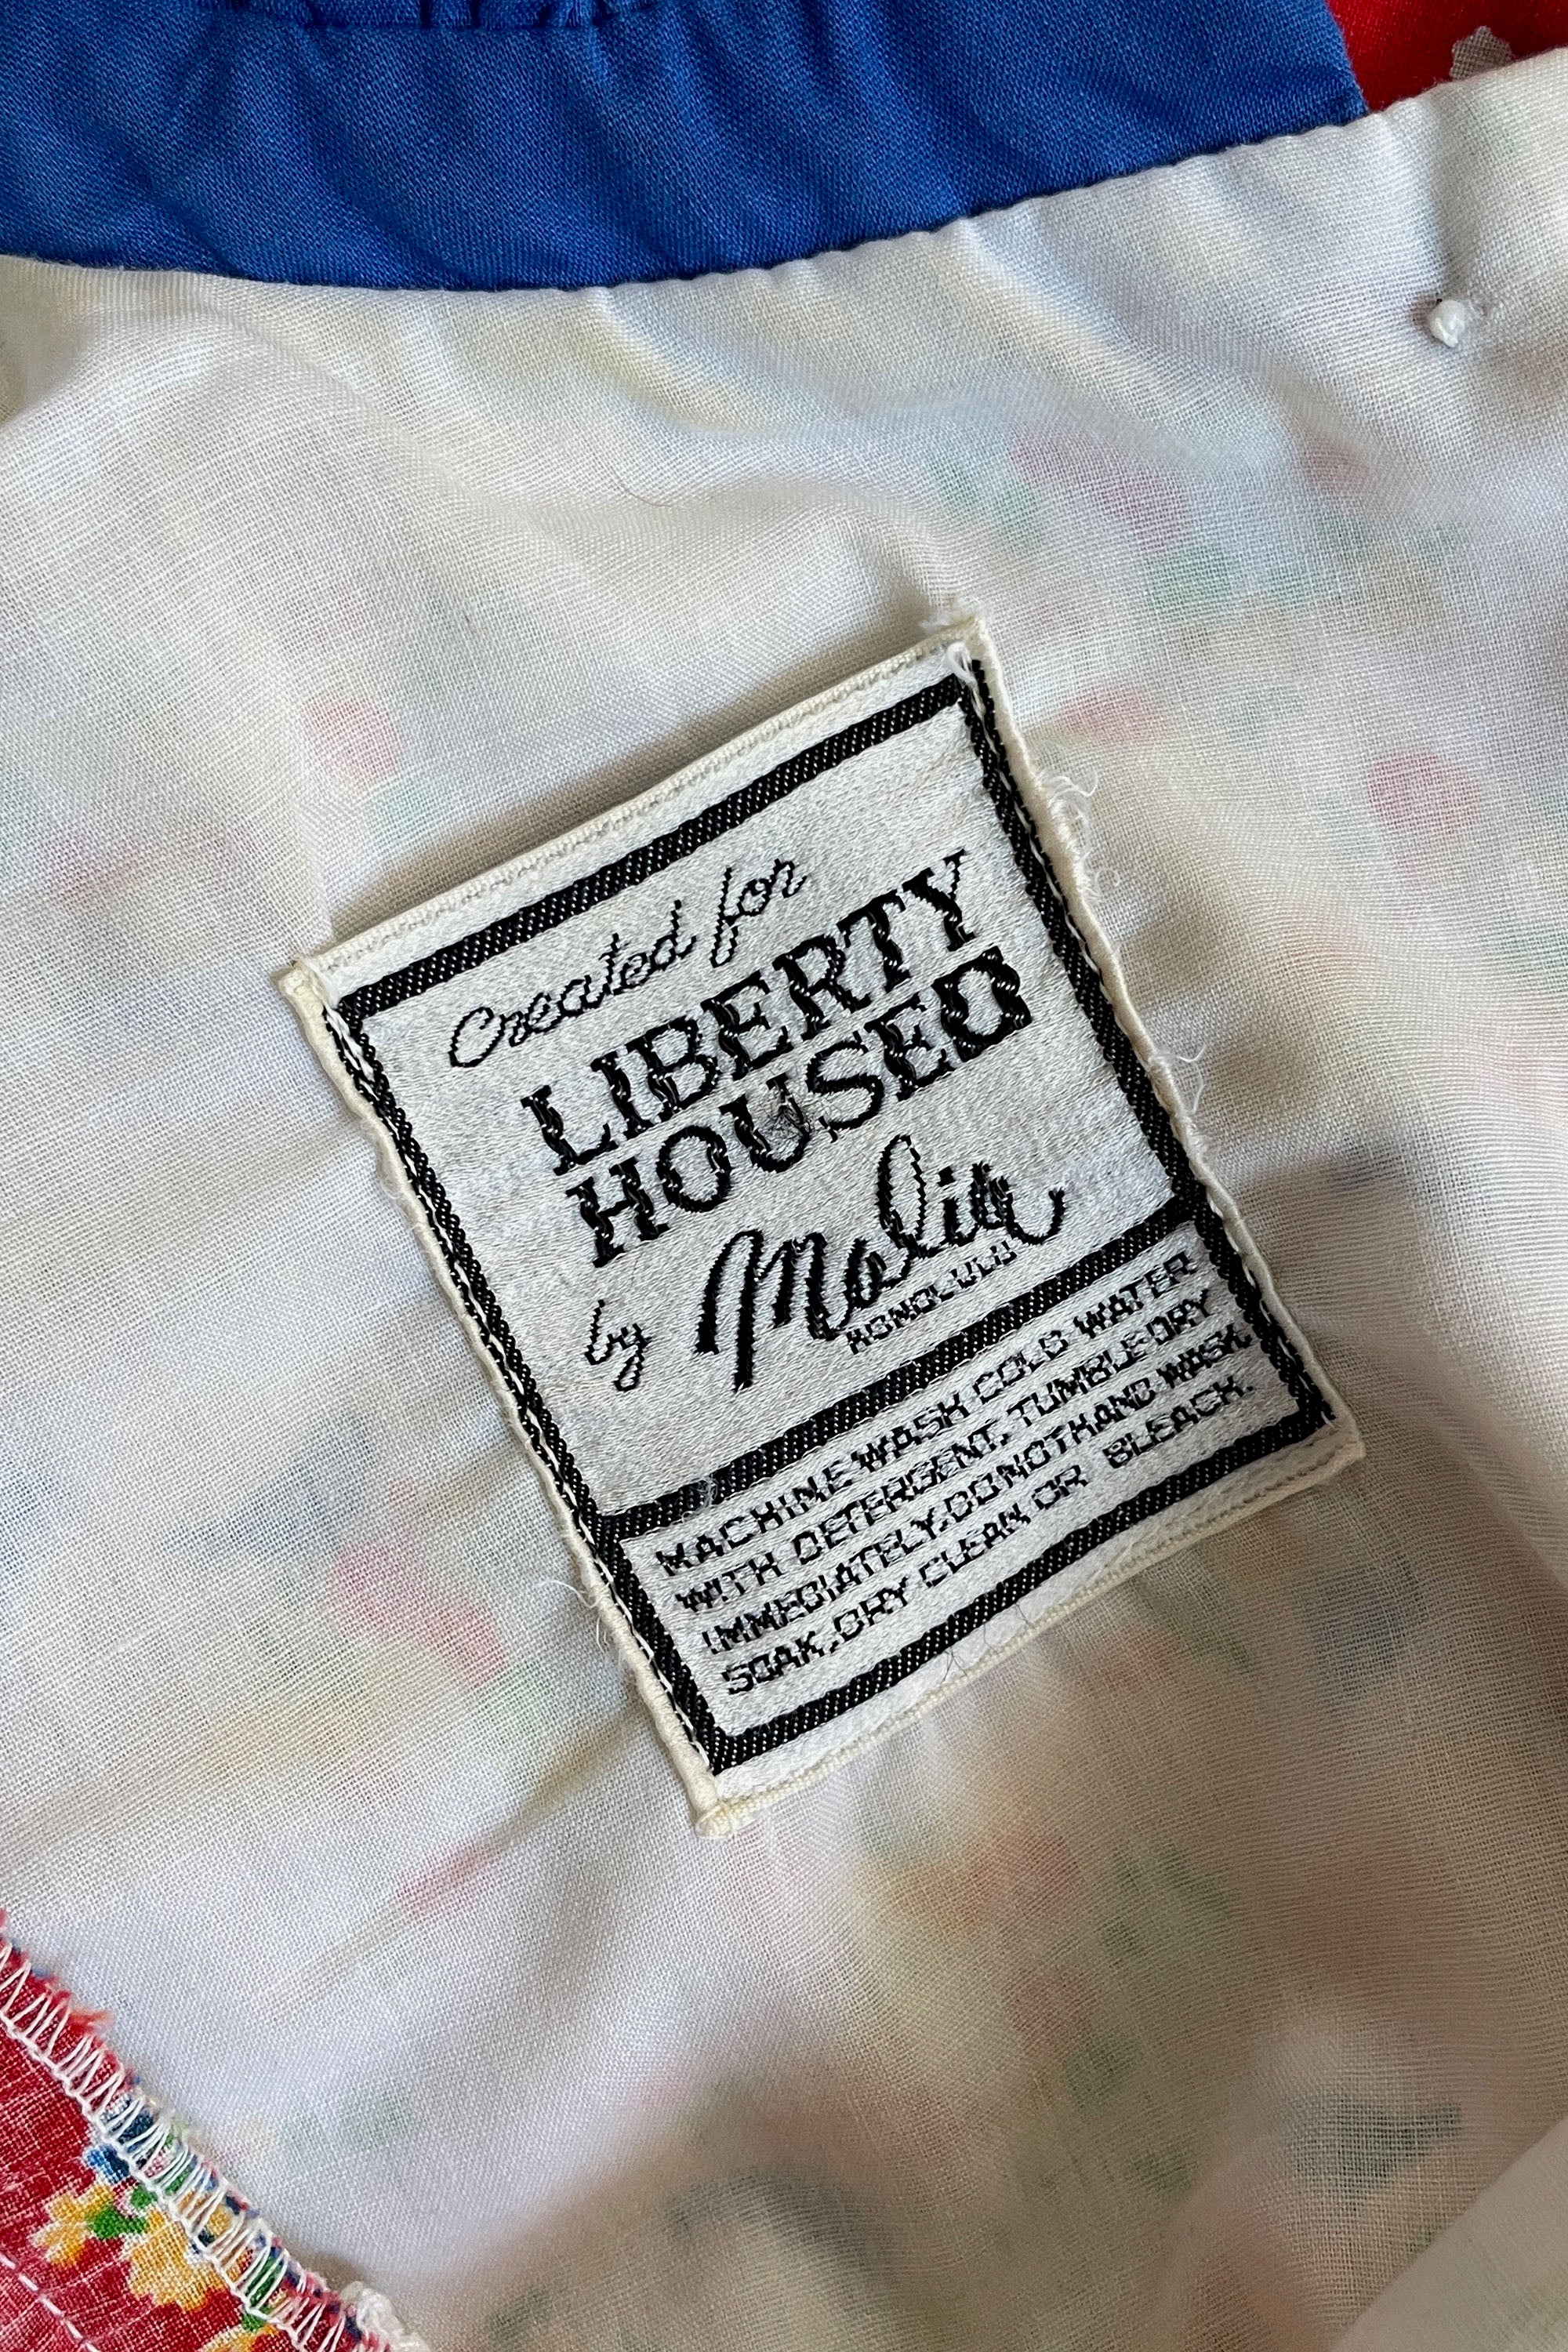 Created for
LIBERTY
HOUSE
by Malia
HONOLULU
MACHINE WASH COLD WATER
WITH DETERGENT. TUMBLE DRY
IMMEDIATELY. DO NOT HAND WASH,
SOAK, DRY CLEAN OR BLEACH.